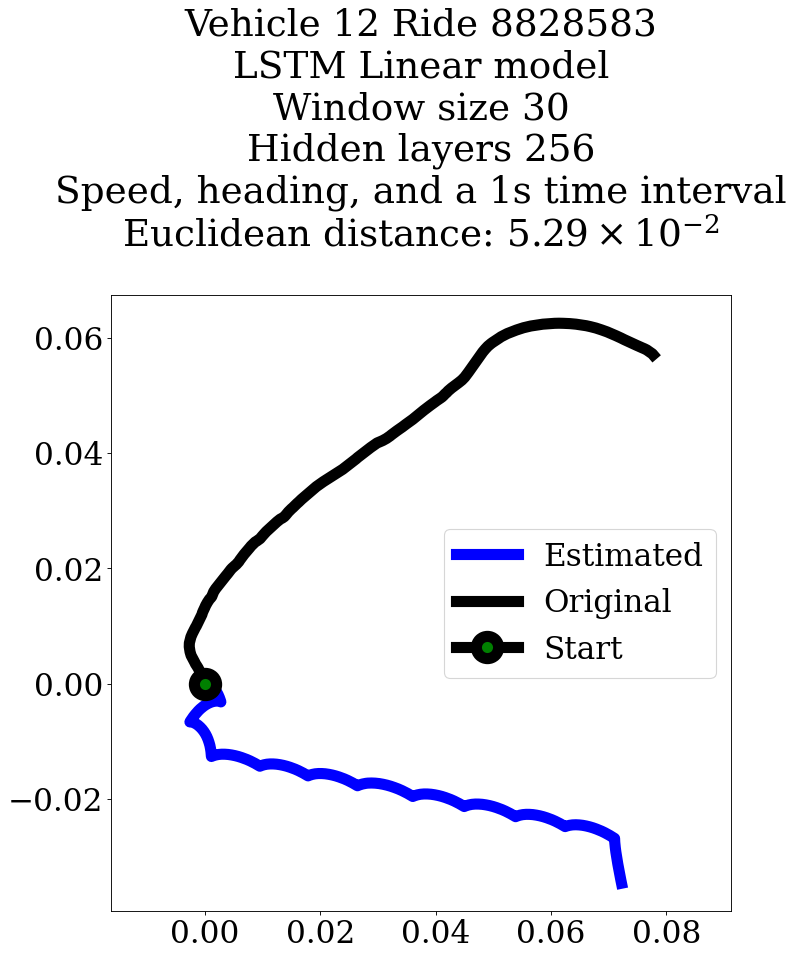 Vehicle 12 Ride 8828583
LSTM Linear model
Window size 30
Hidden layers 256
Speed, heading, and a 1s time interval
Euclidean distance: 5.29 × 10⁻²
0.06
0.04
0.02
0.00
−0.02
Estimated
Original
Start
0.00 0.02 0.04 0.06 0.08